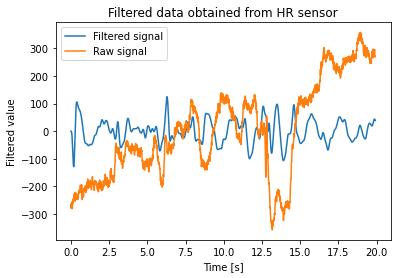 Filtered data obtained from HR sensor
Filtered signal
Raw signal
300
200
100
0
−100
−200
−300
Filtered value
0.0 2.5 5.0 7.5 10.0 12.5 15.0 17.5 20.0
Time [s]